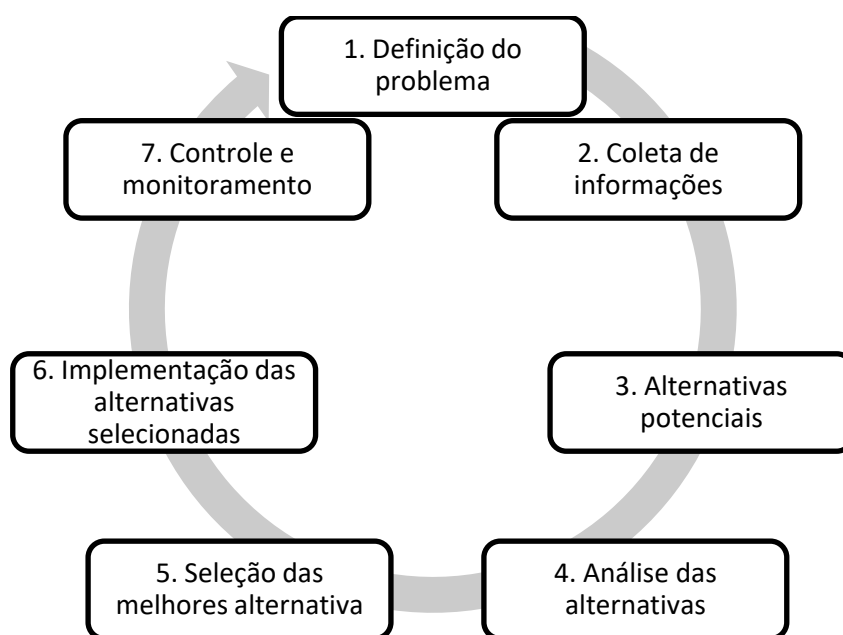 1. Definição do
problema
2. Coleta de
informações
3. Alternativas
potenciais
4. Análise das
alternativas
5. Seleção das
melhores alternativa
6. Implementação das
alternativas
selecionadas
7. Controle e
monitoramento